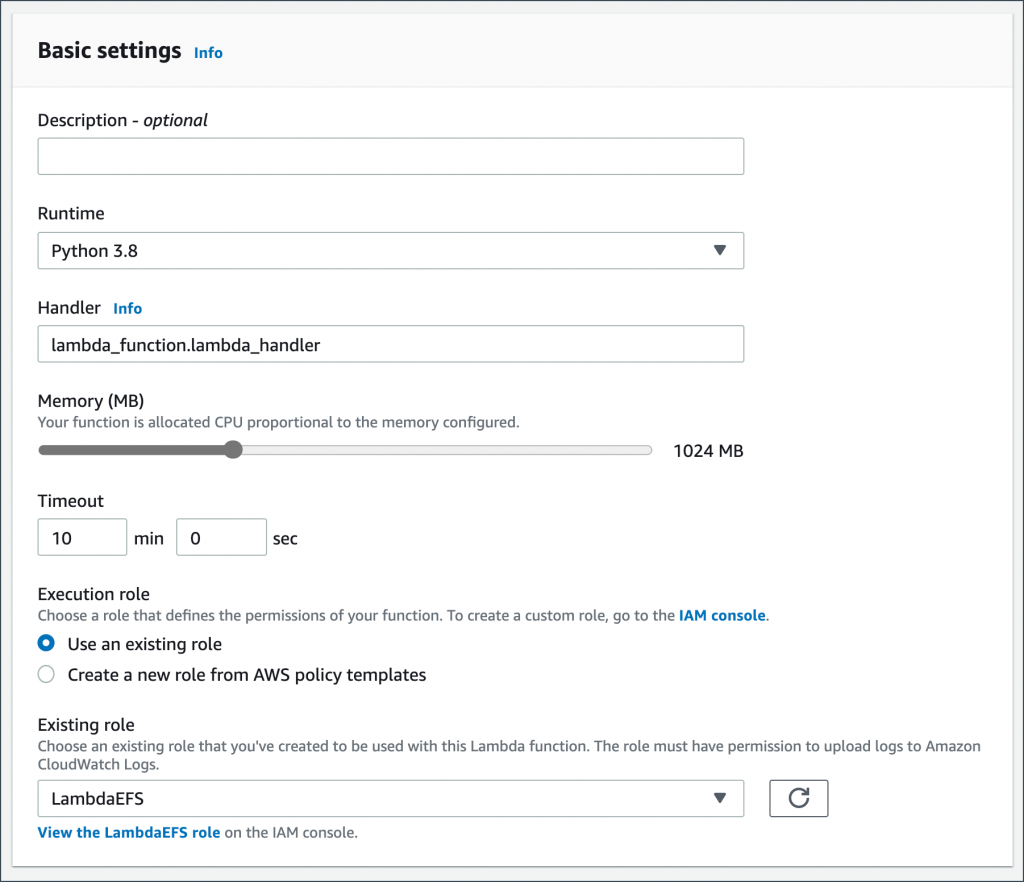 Basic settings Info
Description - optional
Runtime
Python 3.8
Handler Info
lambda_function.lambda_handler
Memory (MB)
Your function is allocated CPU proportional to the memory configured.
1024 MB
Timeout
10 min 0 sec
Execution role
Choose a role that defines the permissions of your function. To create a custom role, go to the IAM console.
Use an existing role
Create a new role from AWS policy templates
Existing role
Choose an existing role that you've created to be used with this Lambda function. The role must have permission to upload logs to Amazon
CloudWatch Logs.
LambdaEFS
View the LambdaEFS role on the IAM console.